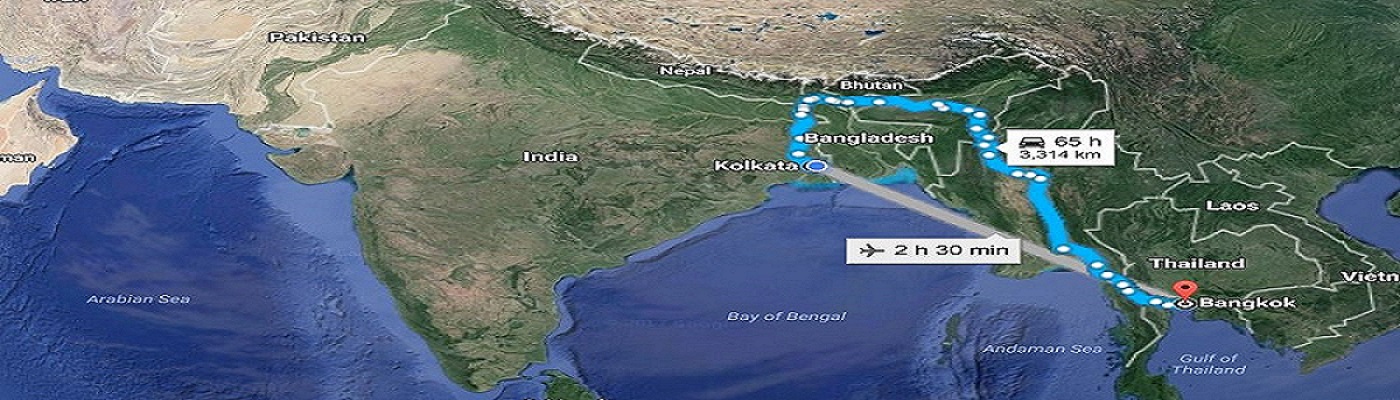 Pakistan
Nepal
Bhutan
Bangladesh
65 h
3,314 km
India
Kolkata
Laos
2 h 30 min
Thailand
Vietn
Arabian Sea
Bangkok
Bay of Bengal
Andaman Sea
Gulf of
Thailand